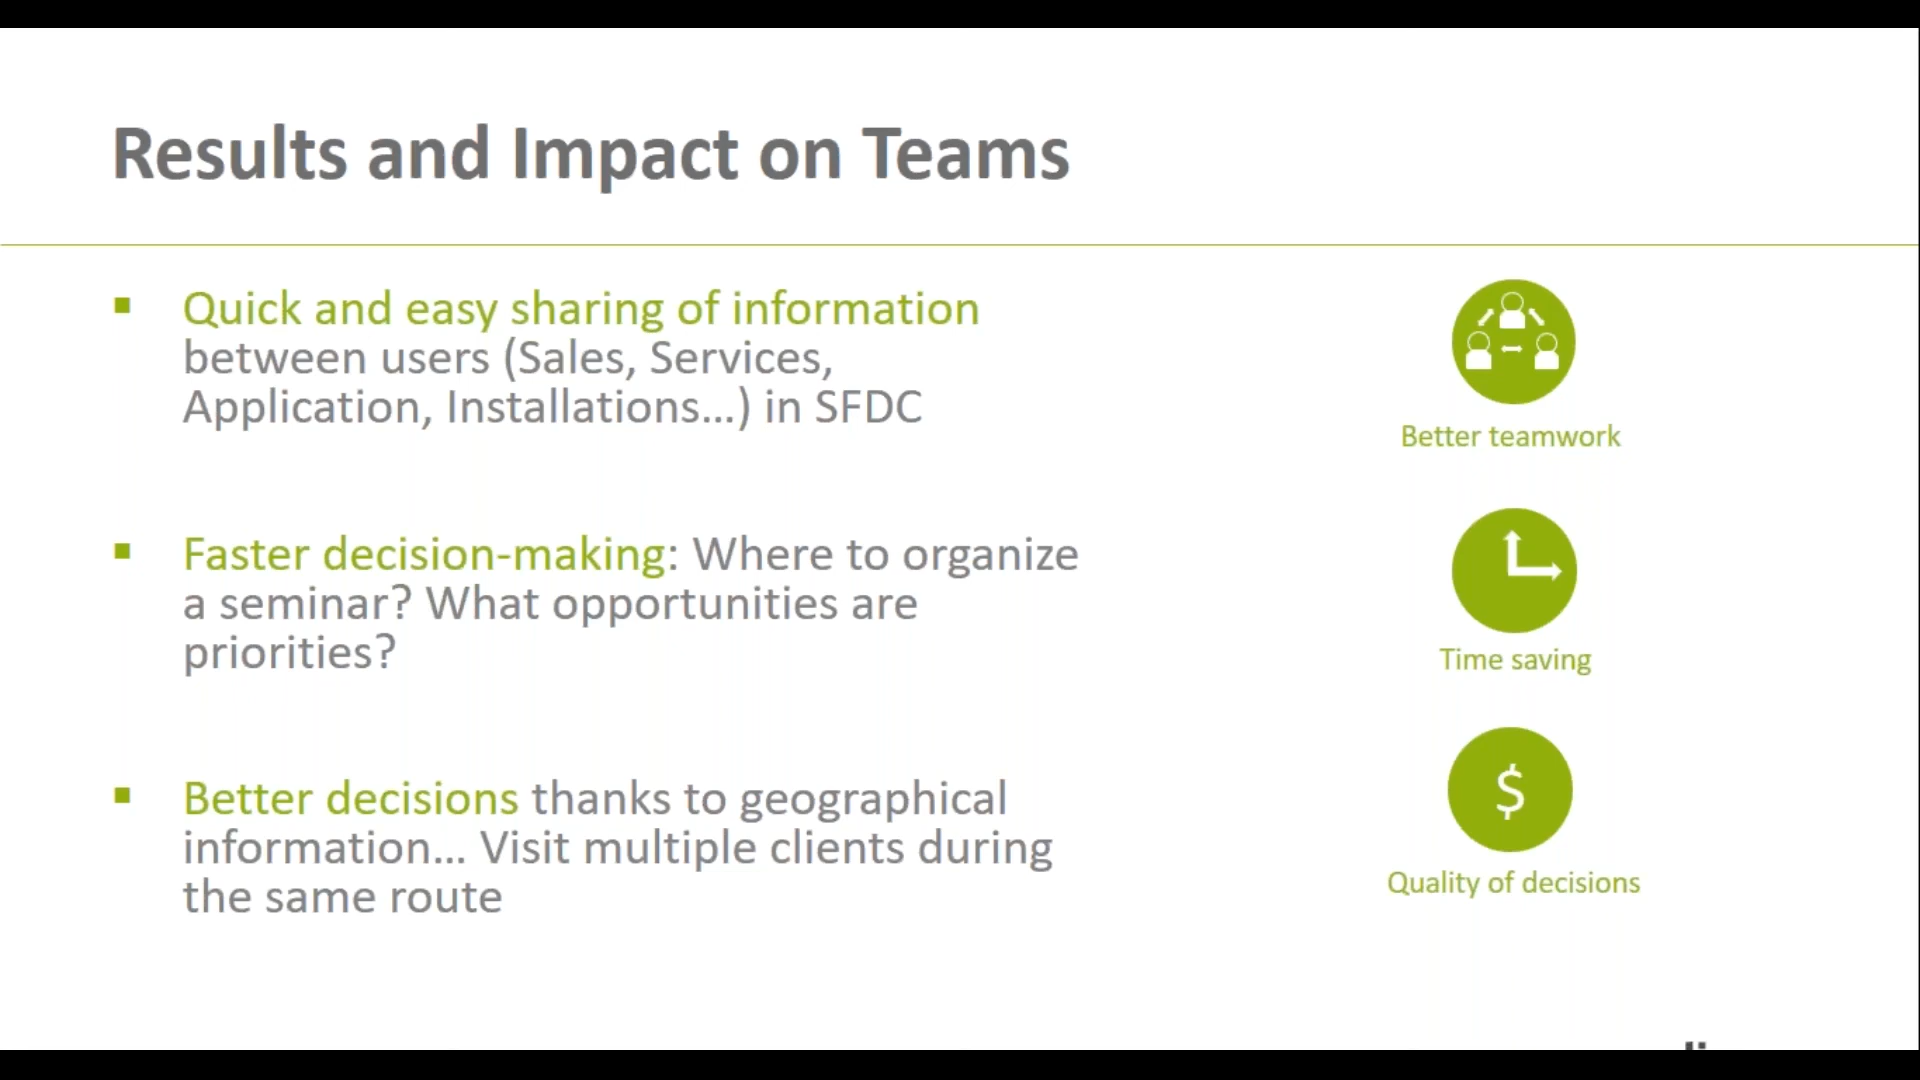 Results and Impact on Teams
▪ Quick and easy sharing of information
between users (Sales, Services,
Application, Installations...) in SFDC
Better teamwork
▪ Faster decision-making: Where to organize
a seminar? What opportunities are
priorities?
Time saving
▪ Better decisions thanks to geographical
information... Visit multiple clients during
the same route
$
Quality of decisions